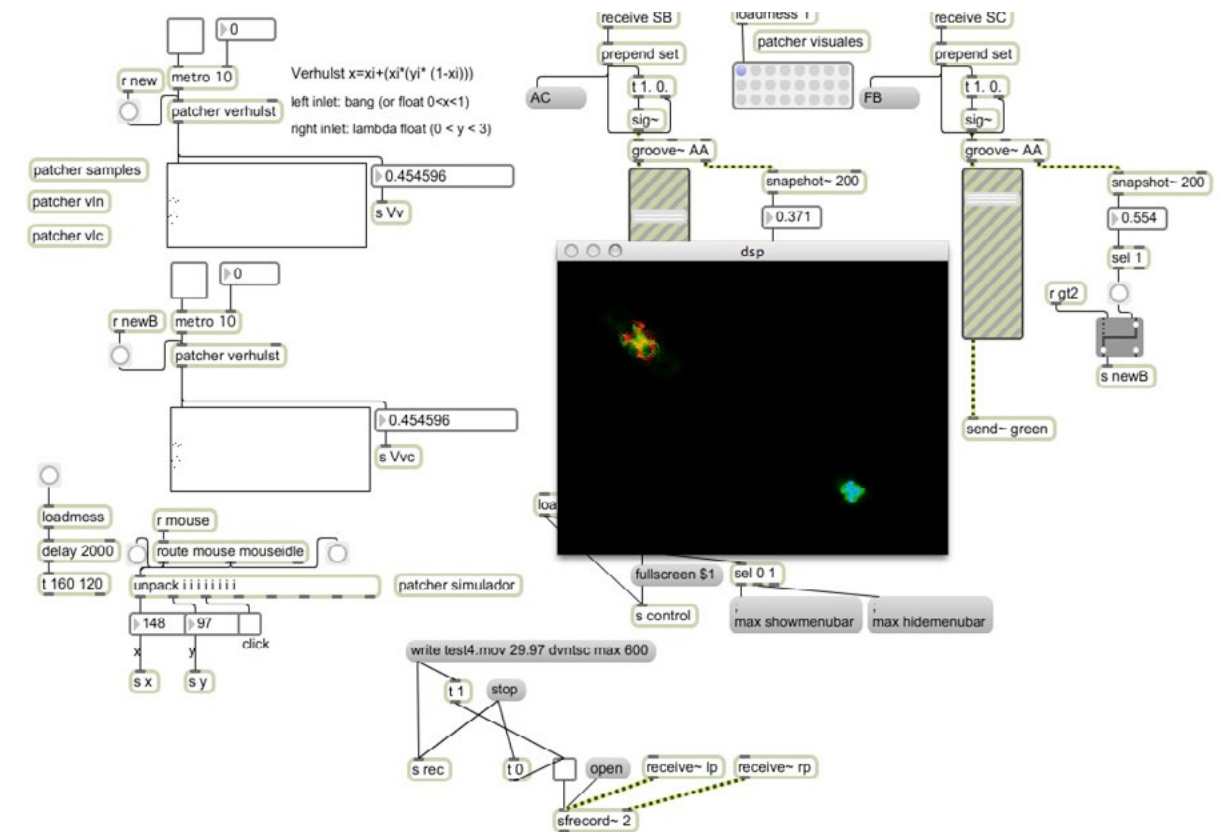 receive SB
loadmess 1
receive SC
0
prepend set
patcher visuales
prepend set
r new
metro 10
Verhulst x=xi+(xi*(yi* (1-xi)))
AC
t 1. 0.
FB
t 1. 0.
patcher verhulst
left inlet: bang (or float 0<x<1)
sig~
sig~
right inlet: lambda float (0 < y < 3)
groove~ AA
groove~ AA
patcher samples
0.454596
snapshot~ 200
snapshot~ 200
patcher vln
s Vv
0.371
0.554
patcher vlc
dsp
sel 1
0
r gt2
r newB
metro 10
patcher verhulst
s newB
0.454596
send~ green
s Vvc
loadmess
r mouse
delay 2000
route mouse mouseidle
t 160 120
unpack i i i i i i i i
patcher simulador
fullscreen $1
sel 0 1
148
97
s control
;
max showmenubar
;
max hidemenubar
click
x
y
write test4.mov 29.97 dvntsc max 600
s x
s y
t 1
stop
s rec
t 0
open
receive~ lp
receive~ rp
sfrecord~ 2